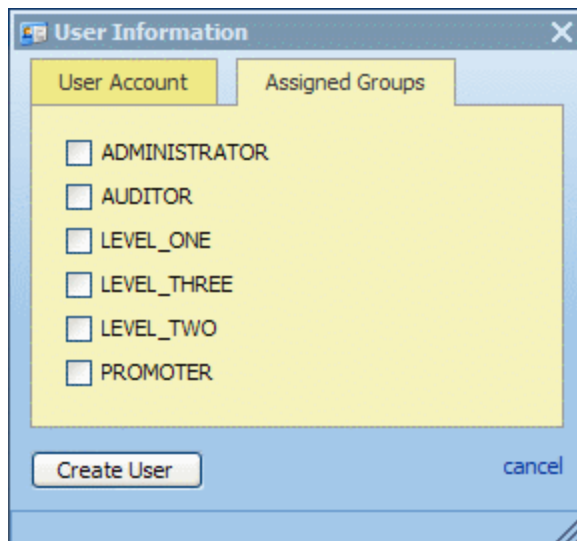 User Information
User Account
Assigned Groups
ADMINISTRATOR
AUDITOR
LEVEL_ONE
LEVEL_THREE
LEVEL_TWO
PROMOTER
Create User
cancel